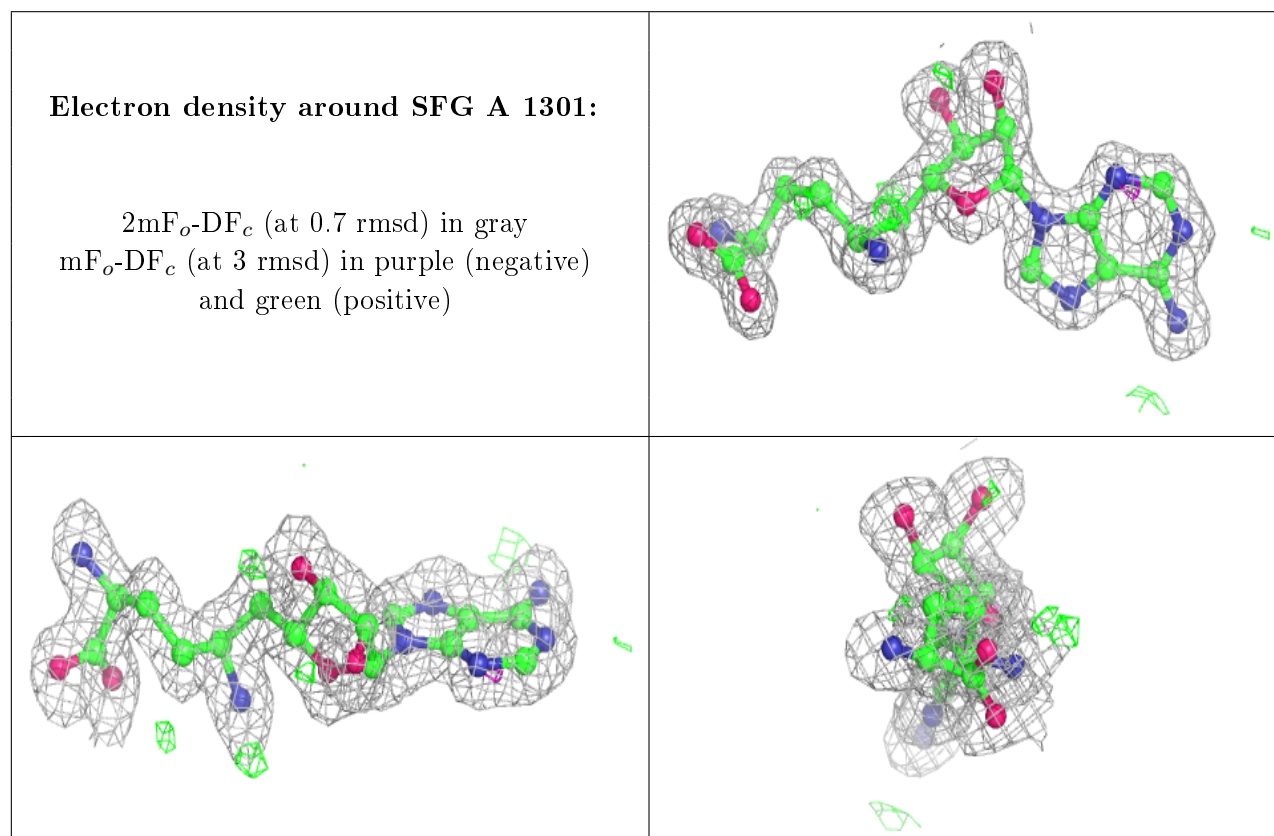 Electron density around SFG A 1301:
2mFₒ-DF𝒸 (at 0.7 rmsd) in gray
mFₒ-DF𝒸 (at 3 rmsd) in purple (negative)
and green (positive)